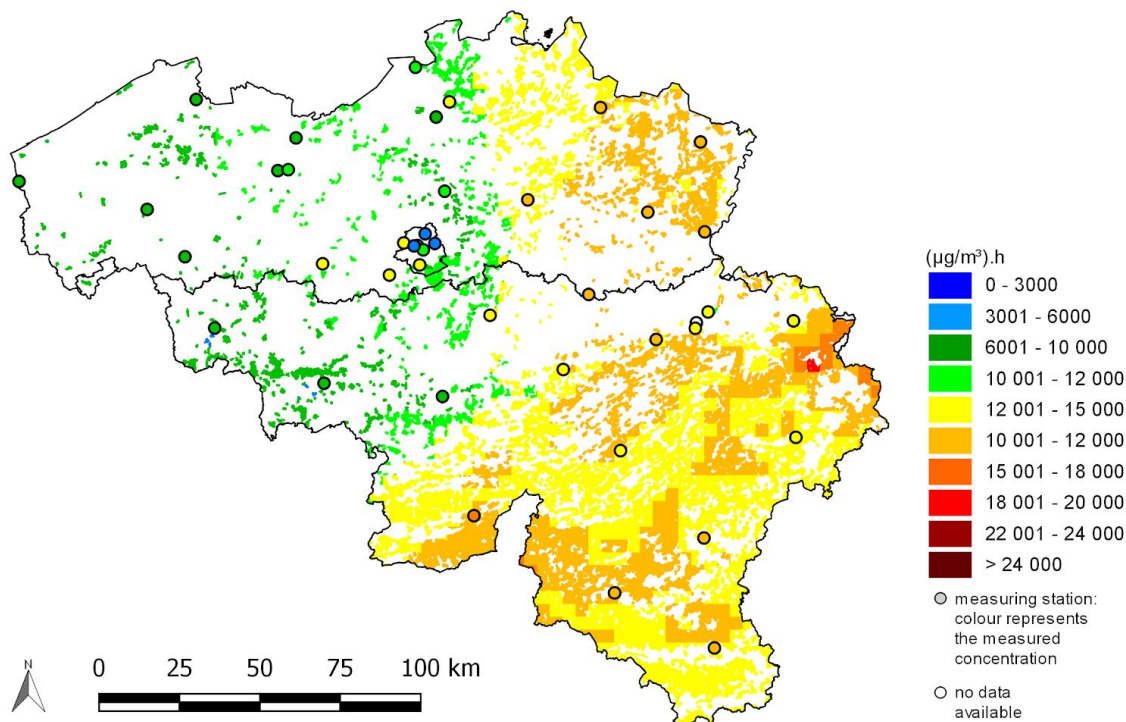 (µg/m³).h
0 - 3000
3001 - 6000
6001 - 10 000
10 001 - 12 000
12 001 - 15 000
10 001 - 12 000
15 001 - 18 000
18 001 - 20 000
22 001 - 24 000
> 24 000
measuring station:
colour represents
the measured
concentration
no data
available
N
0 25 50 75 100 km